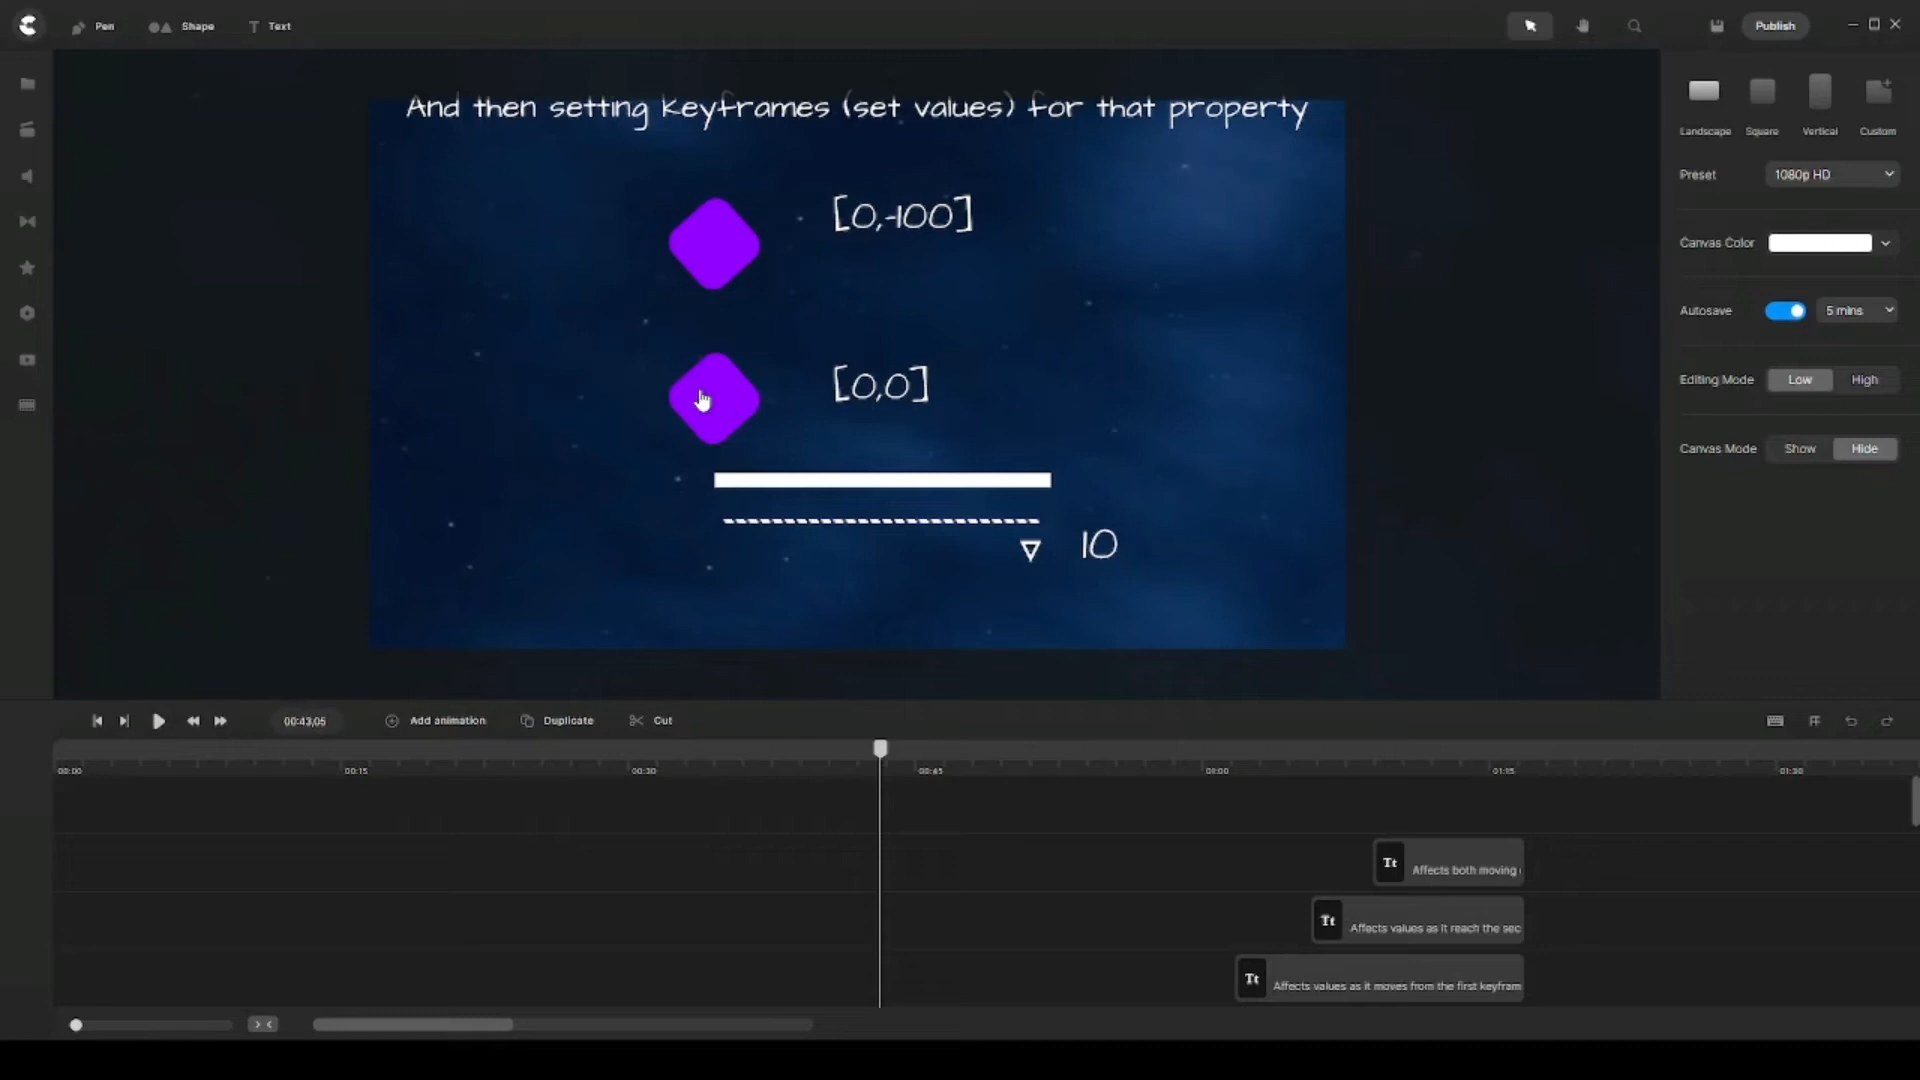 Pen Shape Text Publish
And then setting keyframes (set values) for that property
Landscape Square Vertical Custom
Preset 1080p HD
[0,-100]
Canvas Color
Autosave 5 mins
[0,0]
Editing Mode Low High
Canvas Mode Show Hide
10
00:43,05 Add animation Duplicate Cut
00:00 00:15 00:30 00:45 01:15 01:30
Tt Affects both moving
Tt Affects values as it reach the sec
Tt Affects values as it moves from the first keyfram